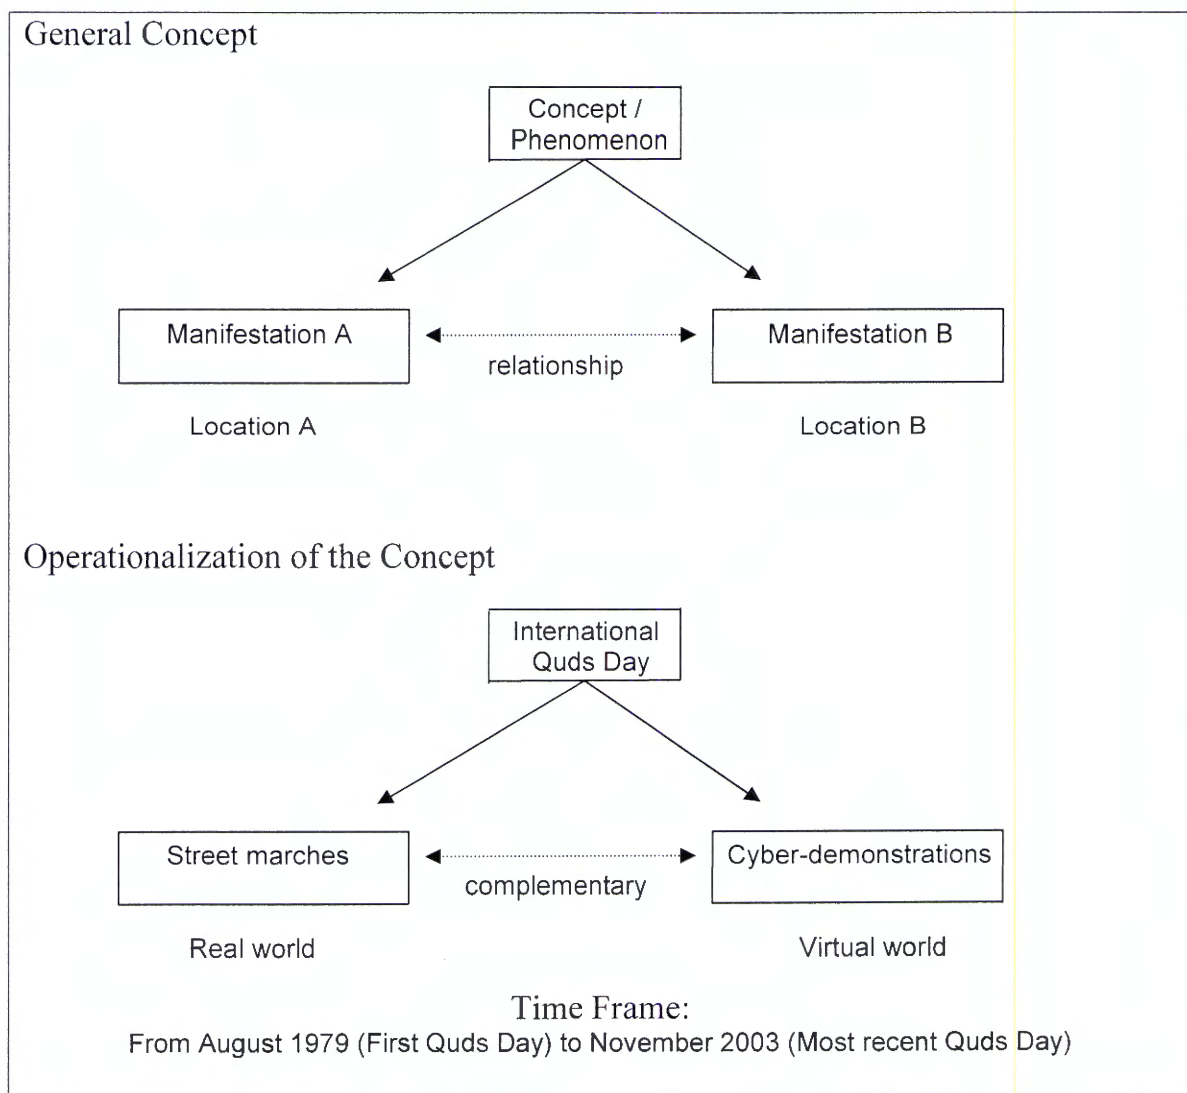 General Concept
Concept /
Phenomenon
Manifestation A
Manifestation B
relationship
Location A
Location B
Operationalization of the Concept
International
Quds Day
Street marches
Cyber-demonstrations
complementary
Real world
Virtual world
Time Frame:
From August 1979 (First Quds Day) to November 2003 (Most recent Quds Day)